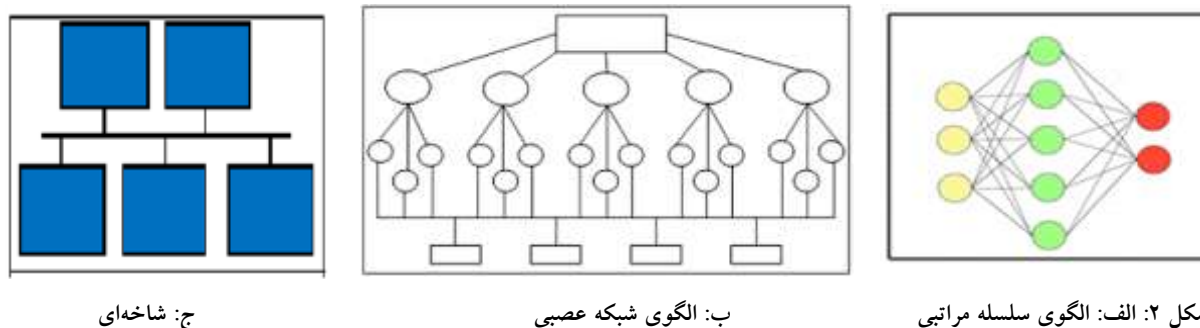 شکل ۲: الف: الگوی سلسله مراتبی ب: الگوی شبکه عصبی ج: شاخه‌ای